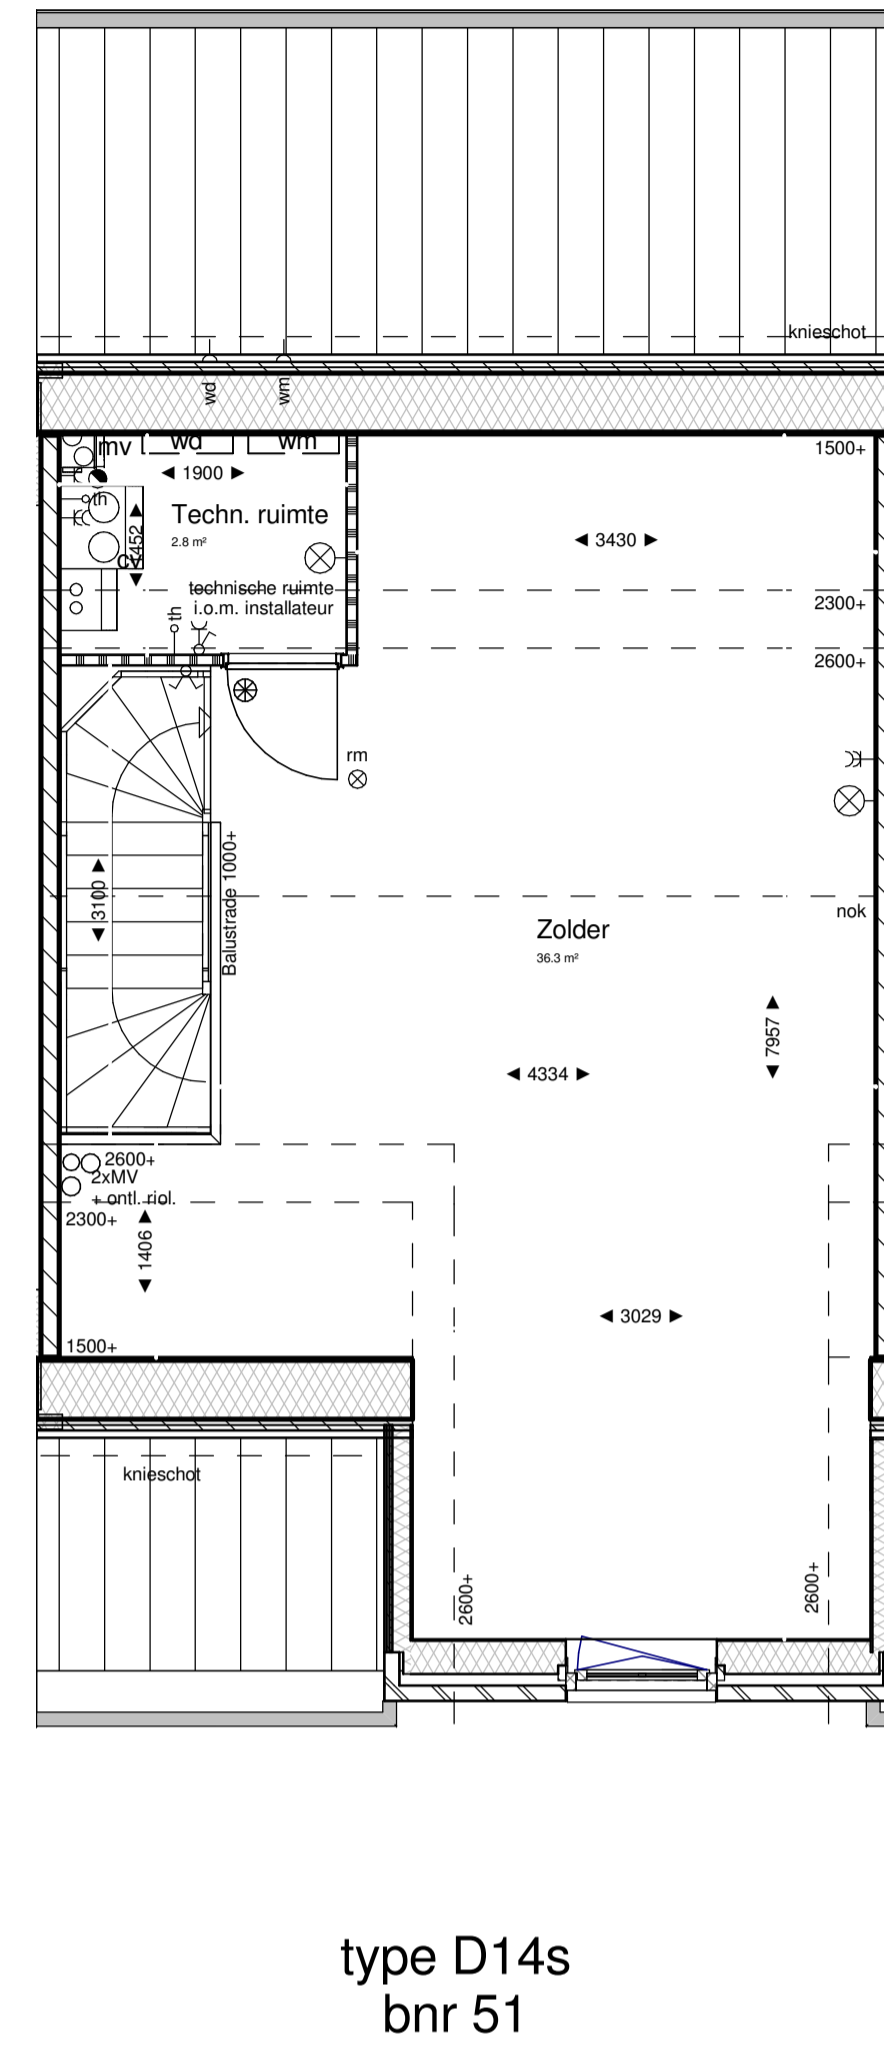 knieschot
wd
wm
mv
wd
wm
1500+
1900
th
Techn. ruimte
2.8 m²
3430
cv
technische ruimte
i.o.m. installateur
2300+
th
2600+
rm
Balustrade 1000+
3100
nok
Zolder
36.3 m²
7957
4334
2600+
2xMV
+ ontl. riol.
2300+
1406
3029
1500+
knieschot
2600+
2600+
type D14s
bnr 51